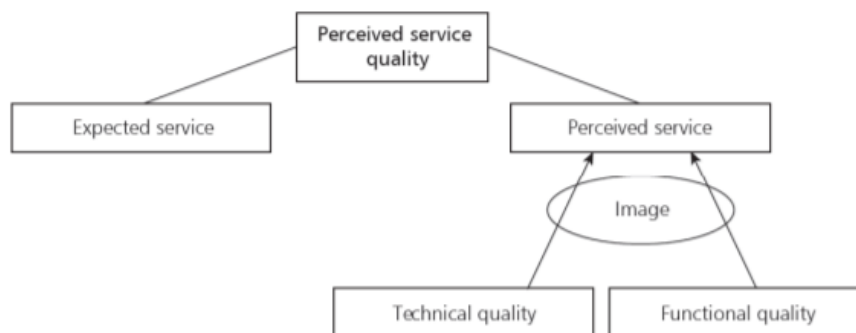 Perceived service
quality
Expected service
Perceived service
Image
Technical quality
Functional quality